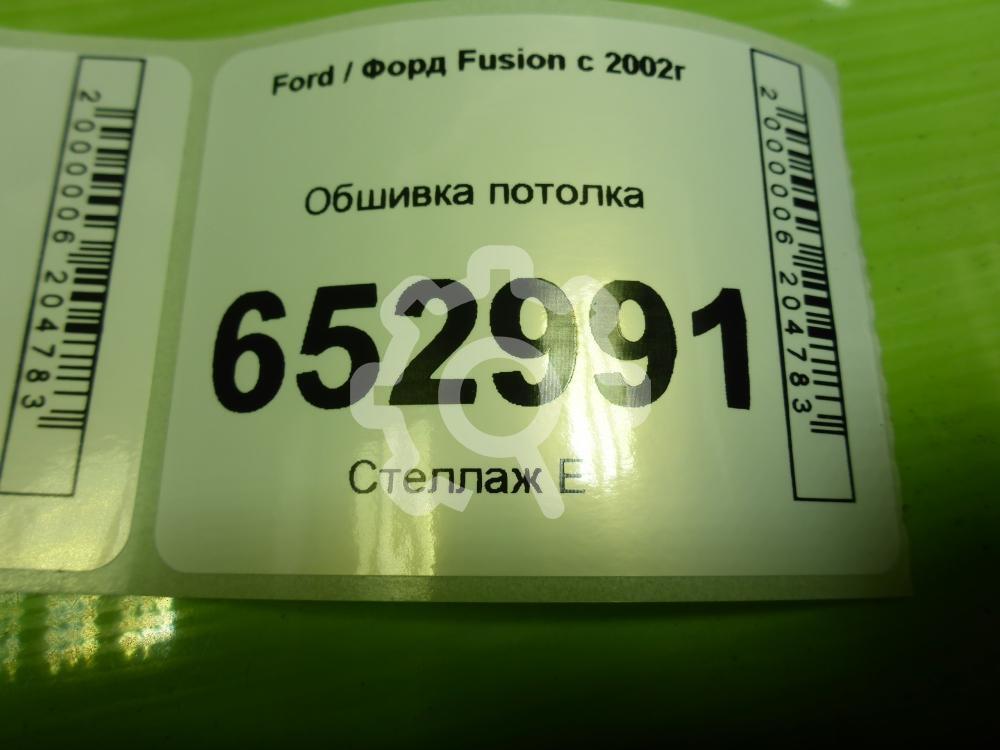 2000006204783
Ford / Форд Fusion с 2002г
Обшивка потолка
652991
Стеллаж Е
2000006204783